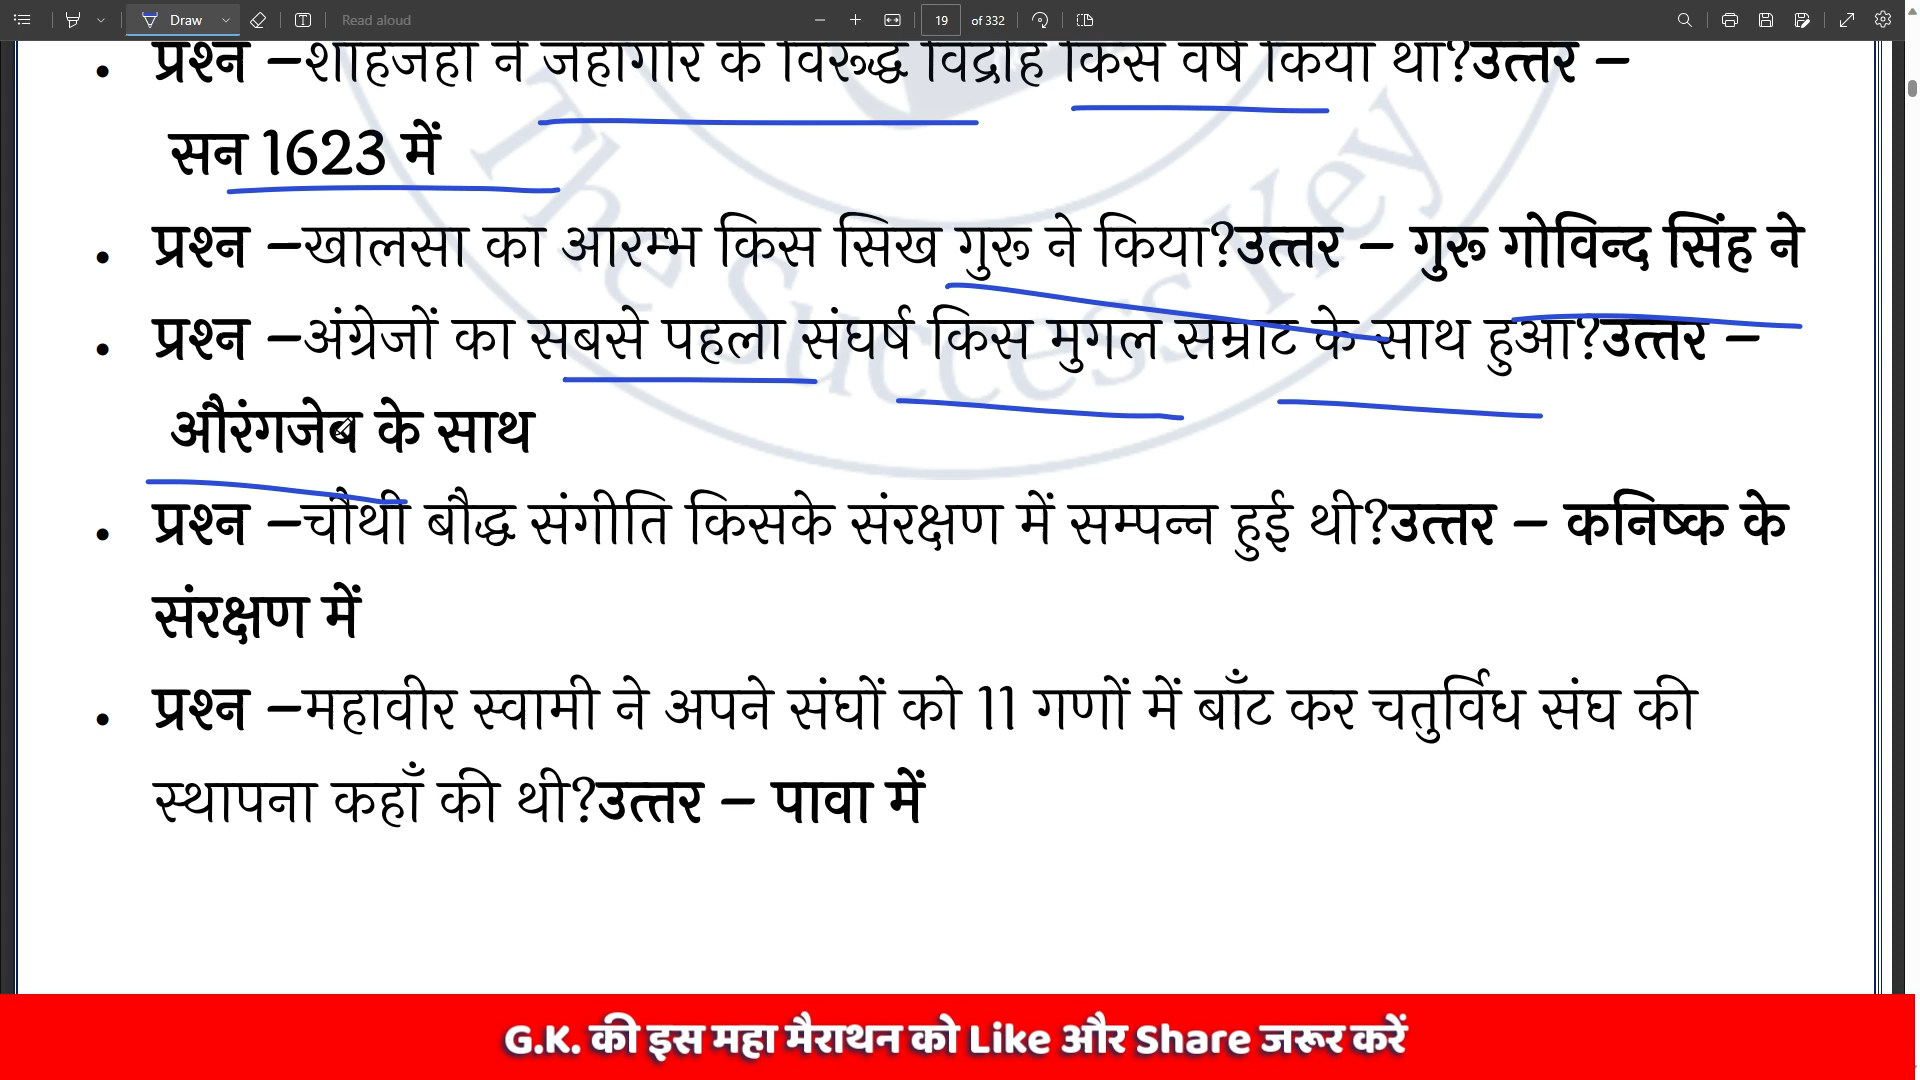 Draw
Read aloud
19 of 332
प्रश्न –शाहजहाँ ने जहाँगीर के विरूद्ध विद्रोह किस वर्ष किया था?उत्तर –
सन 1623 में
प्रश्न –खालसा का आरम्भ किस सिख गुरू ने किया?उत्तर – गुरू गोविन्द सिंह ने
प्रश्न –अंग्रेजों का सबसे पहला संघर्ष किस मुगल सम्राट के साथ हुआ?उत्तर –
औरंगजेब के साथ
प्रश्न –चौथी बौद्ध संगीति किसके संरक्षण में सम्पन्न हुई थी?उत्तर – कनिष्क के
संरक्षण में
प्रश्न –महावीर स्वामी ने अपने संघों को 11 गणों में बाँट कर चतुर्विध संघ की
स्थापना कहाँ की थी?उत्तर – पावा में
The Success Key
G.K. की इस महा मैराथन को Like और Share जरूर करें